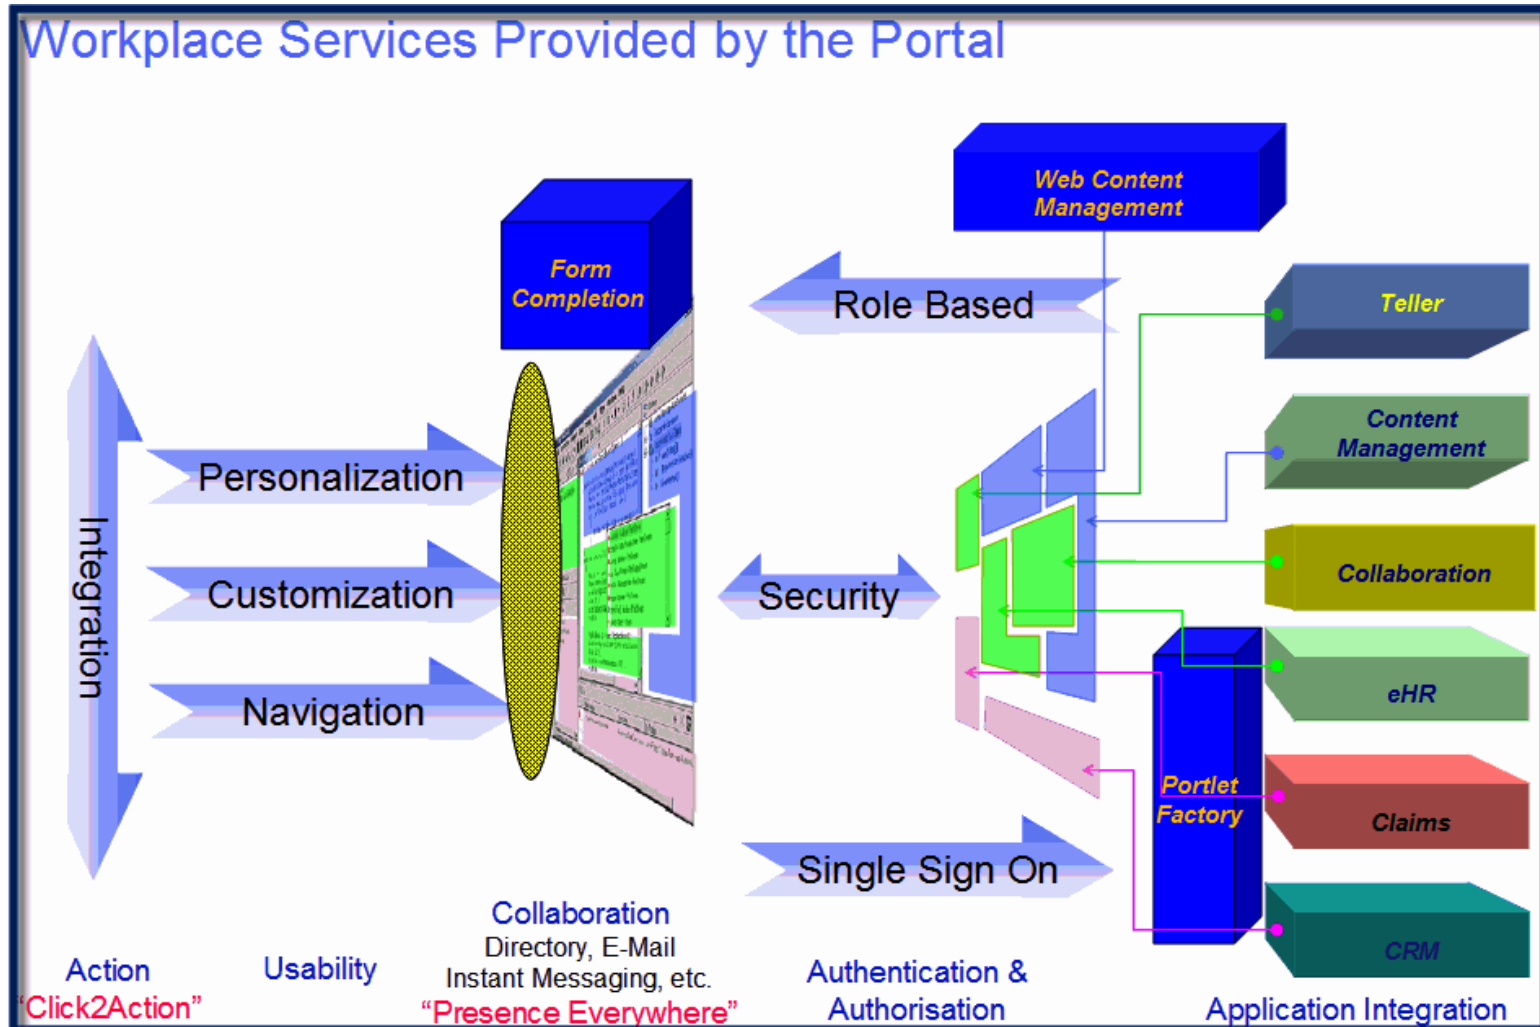 Workplace Services Provided by the Portal
Web Content
Management
Form
Completion
Role Based
Teller
Content
Management
Personalization
Integration
Customization
Security
Collaboration
Navigation
eHR
Portlet
Factory
Claims
Single Sign On
CRM
Collaboration
Directory, E-Mail
Instant Messaging, etc.
“Presence Everywhere”
Action
“Click2Action”
Usability
Authentication &
Authorisation
Application Integration